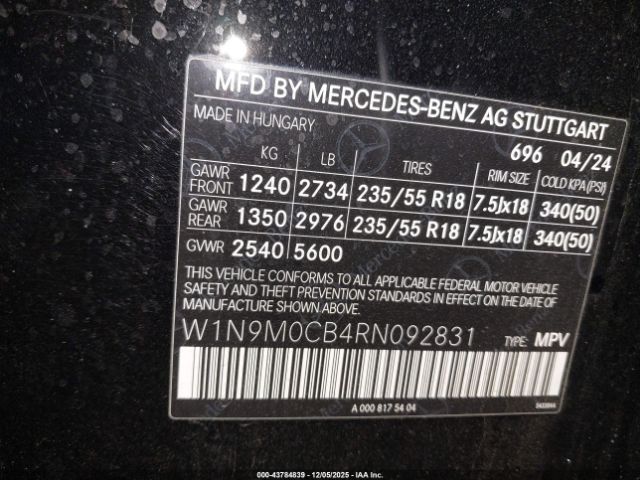 MFD BY MERCEDES-BENZ AG STUTTGART
MADE IN HUNGARY 696 04/24
KG LB TIRES RIM SIZE COLD KPA (PSI)
GAWR FRONT 1240 2734 235/55 R18 7.5Jx18 340(50)
GAWR REAR 1350 2976 235/55 R18 7.5Jx18 340(50)
GVWR 2540 5600
THIS VEHICLE CONFORMS TO ALL APPLICABLE FEDERAL MOTOR VEHICLE
SAFETY AND THEFT PREVENTION STANDARDS IN EFFECT ON THE DATE OF
MANUFACTURE SHOWN ABOVE.
W1N9M0CB4RN092831 TYPE: MPV
A 000 817 54 04
000-43784839 | 12/05/2025 - IAA Inc.